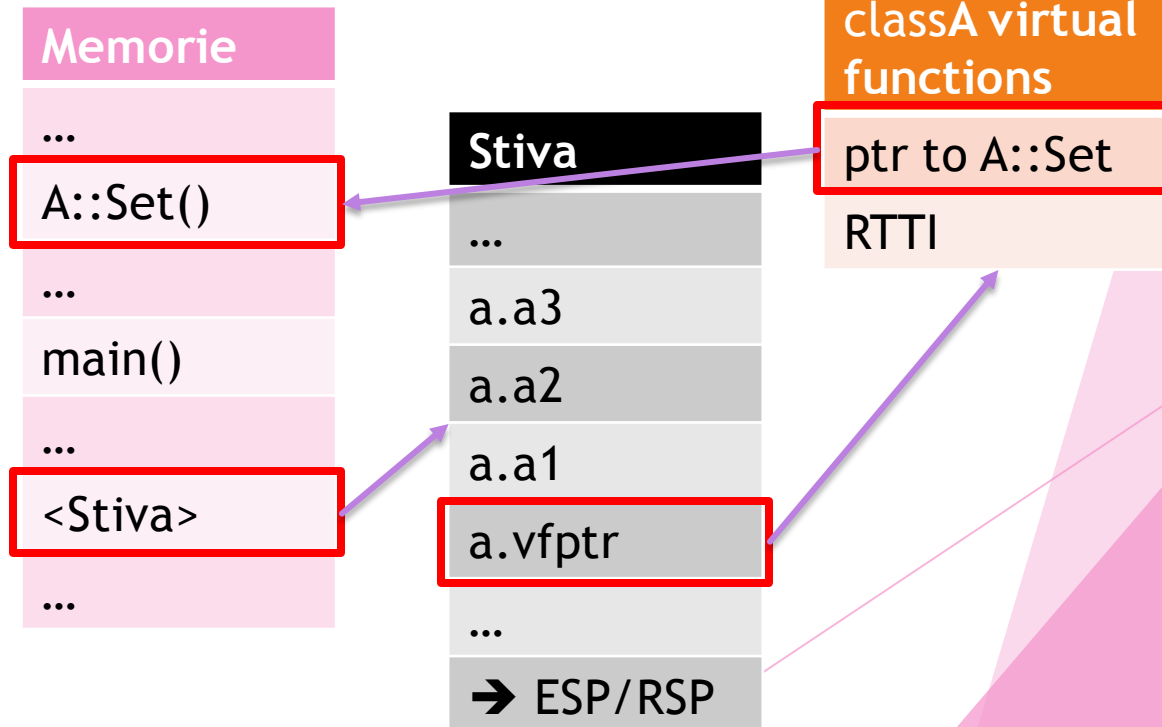 Memorie
…
A::Set()
…
main()
…
<Stiva>
…
Stiva
…
a.a3
a.a2
a.a1
a.vfptr
…
➔ ESP/RSP
classA virtual
functions
ptr to A::Set
RTTI